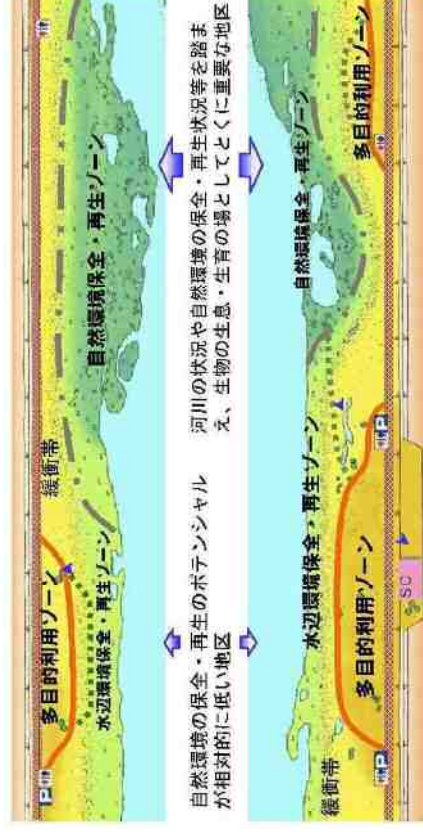 P
多目的利用ゾーン
緩衝帯
水辺環境保全・再生ゾーン
自然環境保全・再生ゾーン
自然環境の保全・再生のポテンシャル
が相対的に低い地区
河川の状況や自然環境の保全・再生状況等を踏ま
え、生物の生息・生育の場としてとくに重要な地区
水辺環境保全・再生ゾーン
自然環境保全・再生ゾーン
緩衝帯
多目的利用ゾーン
多目的利用ゾーン
P
P
SC